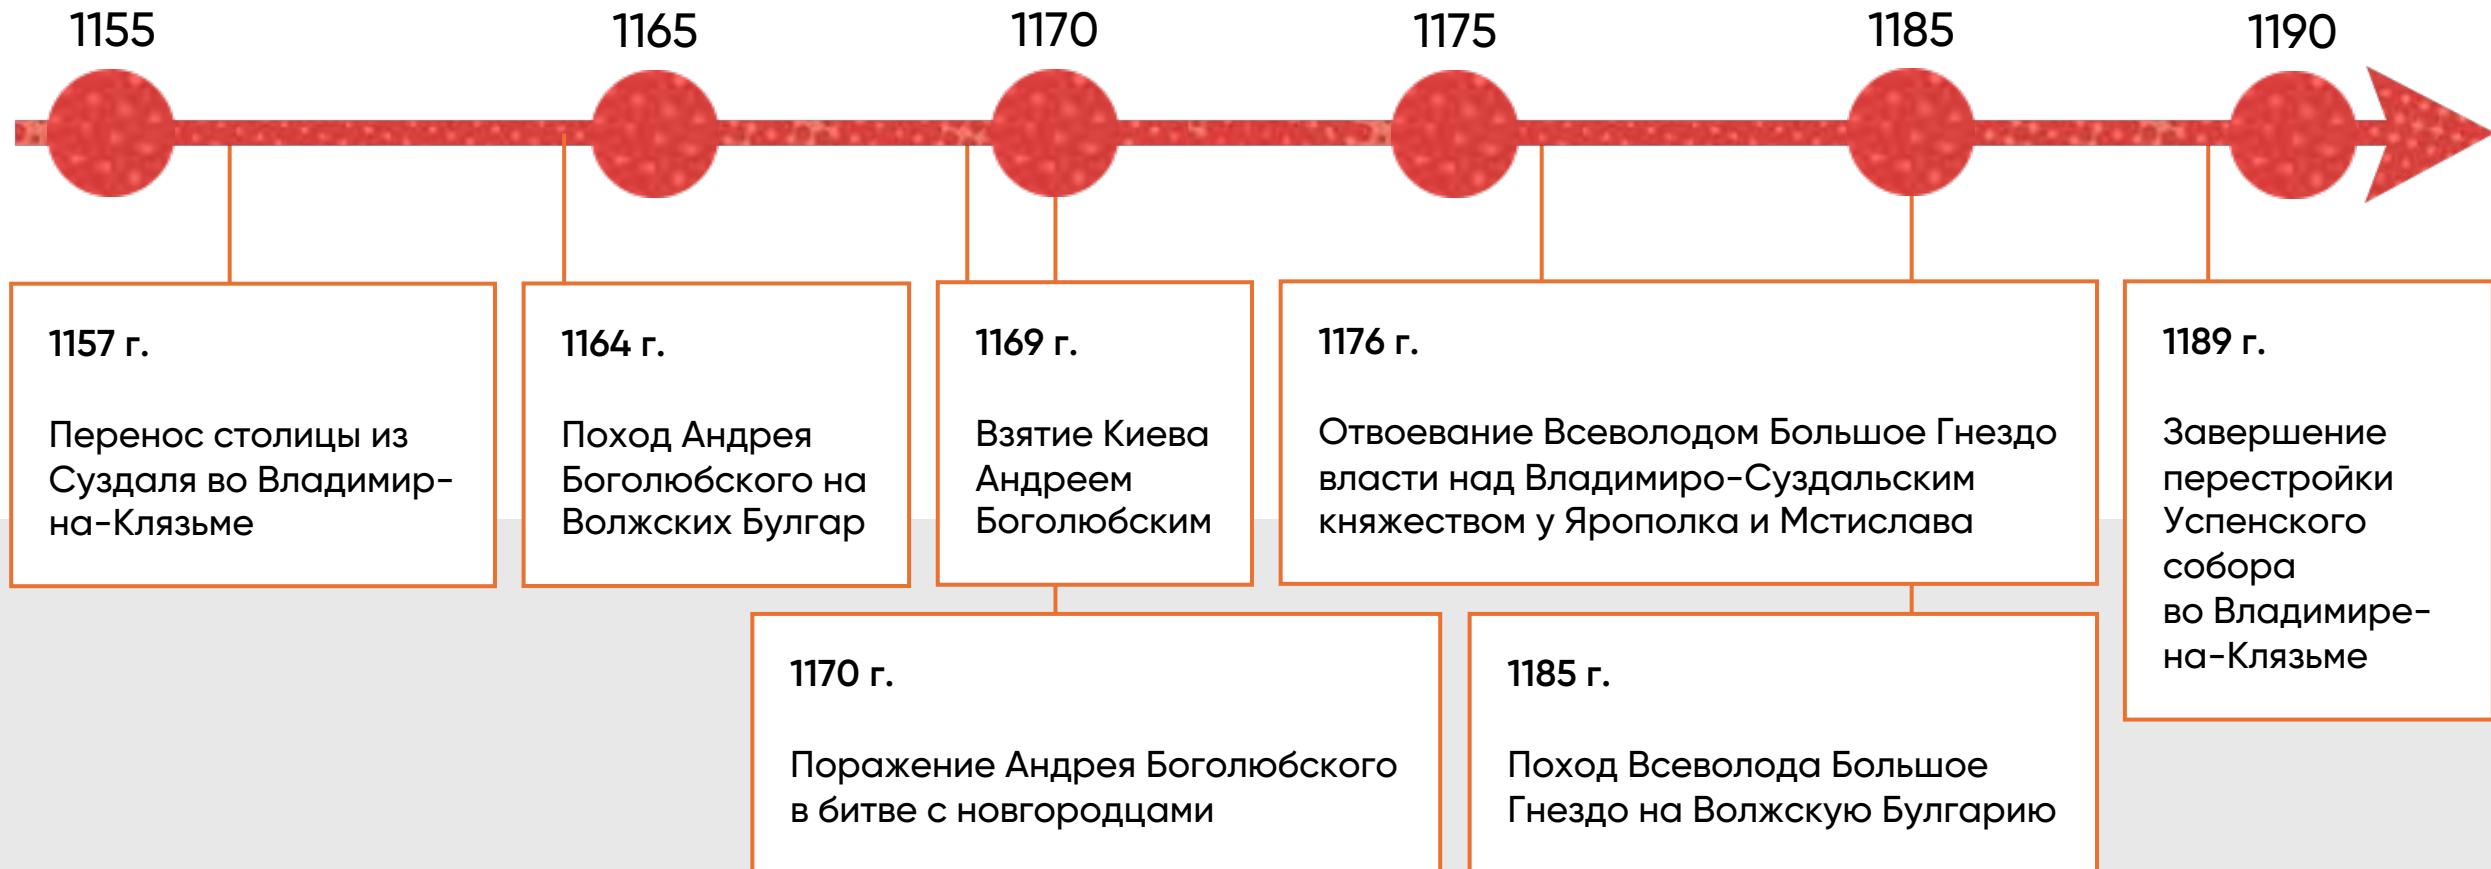 1155
1165
1170
1175
1185
1190
1157 г.
Перенос столицы из
Суздаля во Владимир-
на-Клязьме
1164 г.
Поход Андрея
Боголюбского на
Волжских Булгар
1169 г.
Взятие Киева
Андреем
Боголюбским
1176 г.
Отвоевание Всеволодом Большое Гнездо
власти над Владимиро-Суздальским
княжеством у Ярополка и Мстислава
1189 г.
Завершение
перестройки
Успенского
собора
во Владимире-
на-Клязьме
1170 г.
Поражение Андрея Боголюбского
в битве с новгородцами
1185 г.
Поход Всеволода Большое
Гнездо на Волжскую Булгарию